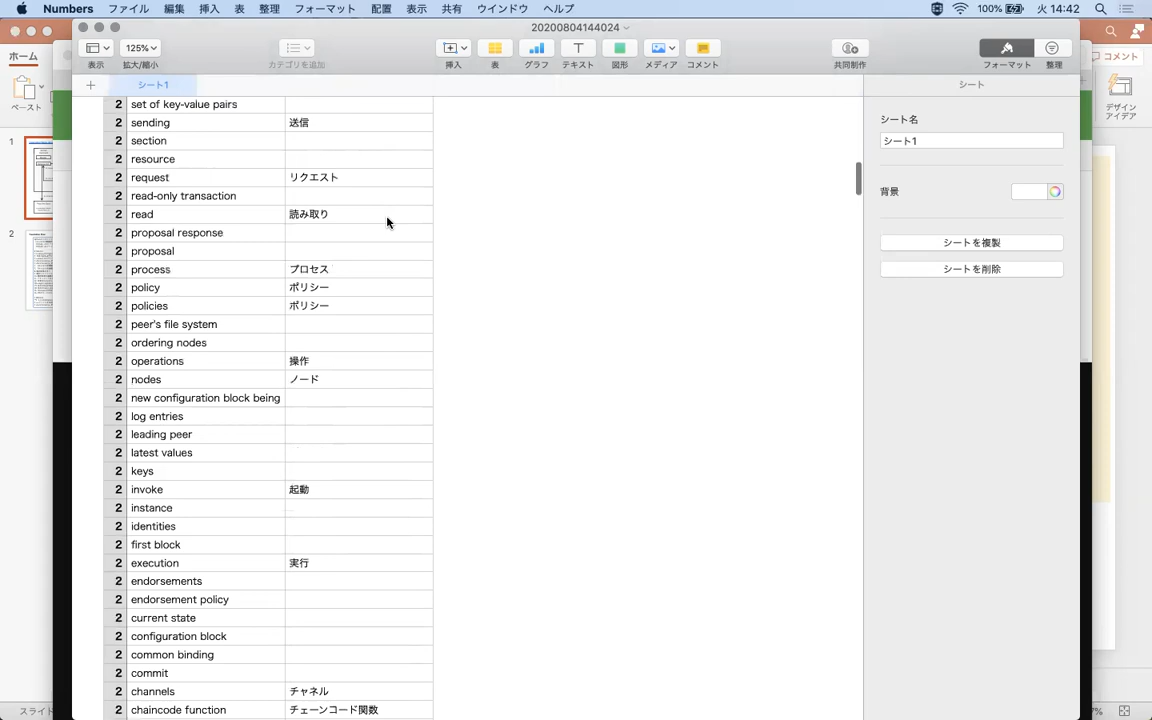 Numbers ファイル 編集 挿入 表 整理 フォーマット 配置 表示 共有 ウインドウ ヘルプ 100% 火 14:42
20200804144024
ホーム
コメント
125%
表示 拡大/縮小 カテゴリを追加 挿入 表 グラフ テキスト 図形 メディア コメント 共同制作 フォーマット 整理
ペースト
デザイン
アイデア
シート1
シート
2 set of key-value pairs
2 sending 送信
2 section
2 resource
2 request リクエスト
2 read-only transaction
2 read 読み取り
2 proposal response
2 proposal
2 process プロセス
2 policy ポリシー
2 policies ポリシー
2 peer's file system
2 ordering nodes
2 operations 操作
2 nodes ノード
2 new configuration block being
2 log entries
2 leading peer
2 latest values
2 keys
2 invoke 起動
2 instance
2 identities
2 first block
2 execution 実行
2 endorsements
2 endorsement policy
2 current state
2 configuration block
2 common binding
2 commit
2 channels チャネル
2 chaincode function チェーンコード関数
シート名
シート1
背景
シートを複製
シートを削除
1
2
スライド
7%